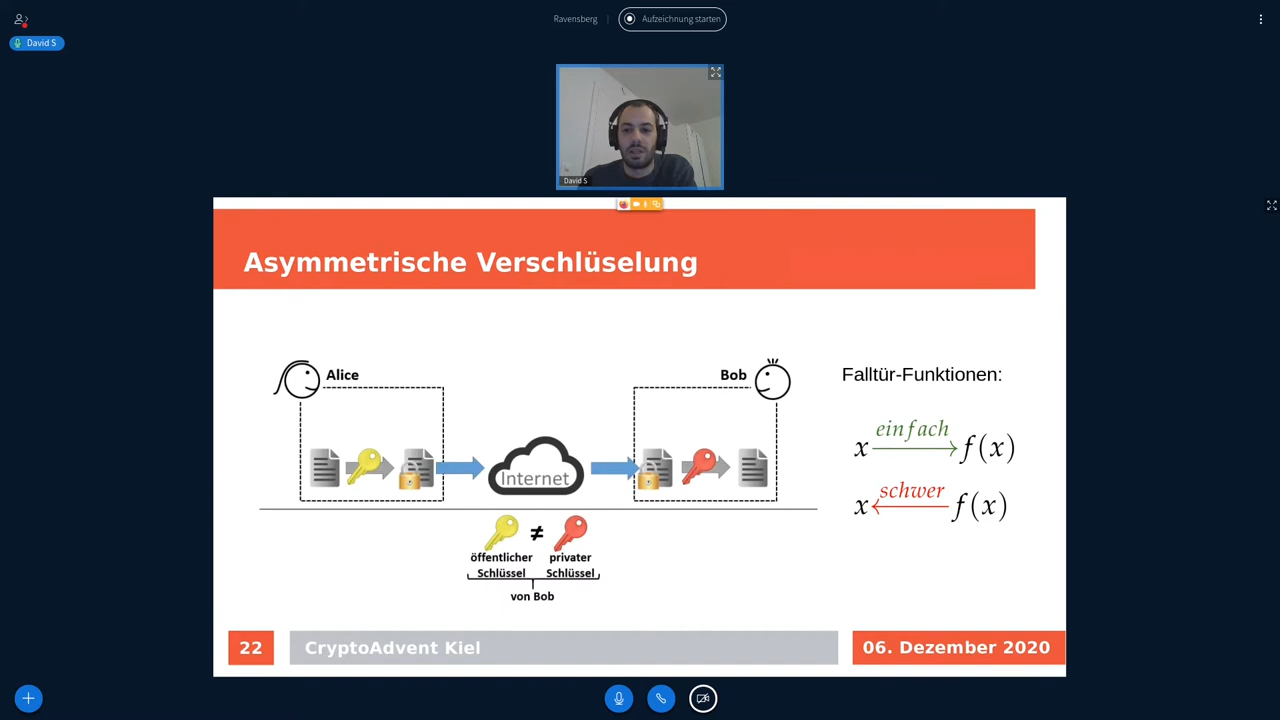 Ravensberg
Aufzeichnung starten
David S
David S
Asymmetrische Verschlüselung
Alice
Bob
Internet
≠
öffentlicher Schlüssel
privater Schlüssel
von Bob
Falltür-Funktionen:
x einfach f(x)
x schwer f(x)
22
CryptoAdvent Kiel
06. Dezember 2020